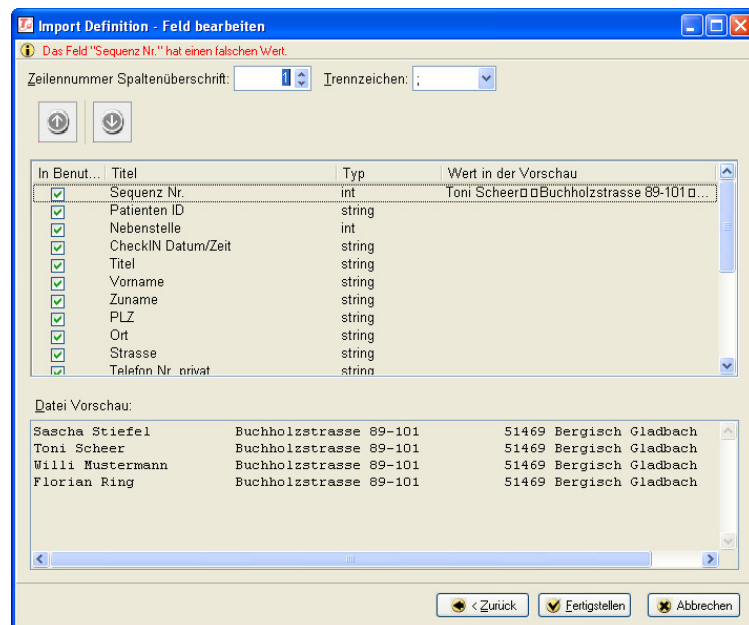 Import Definition - Feld bearbeiten
Das Feld "Sequenz Nr." hat einen falschen Wert.
Zeilennummer Spaltenüberschrift: 1 Trennzeichen: ;
In Benut... Titel Typ Wert in der Vorschau
Sequenz Nr. int Toni Scheer□□Buchholzstrasse 89-101□...
Patienten ID string
Nebenstelle int
CheckIN Datum/Zeit string
Titel string
Vorname string
Zuname string
PLZ string
Ort string
Strasse string
Telefon Nr. privat string
Datei Vorschau:
Sascha Stiefel Buchholzstrasse 89-101 51469 Bergisch Gladbach
Toni Scheer Buchholzstrasse 89-101 51469 Bergisch Gladbach
Willi Mustermann Buchholzstrasse 89-101 51469 Bergisch Gladbach
Florian Ring Buchholzstrasse 89-101 51469 Bergisch Gladbach
< Zurück Fertigstellen Abbrechen